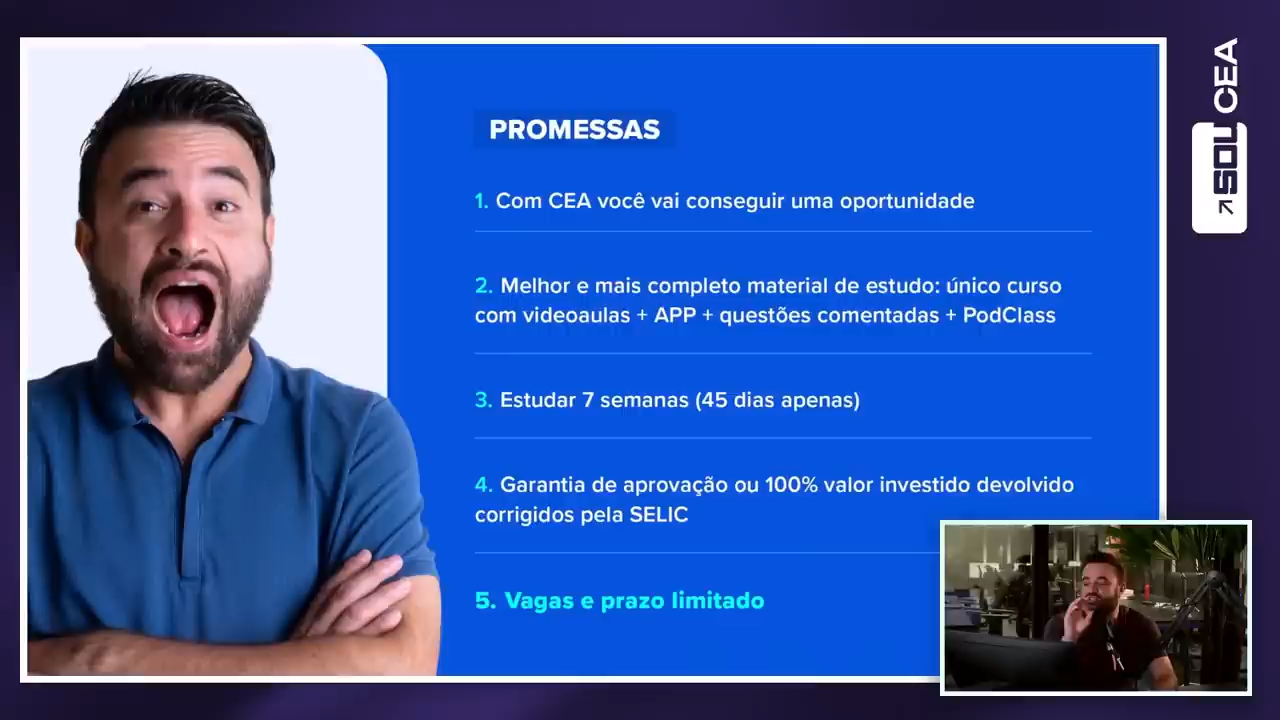 PROMESSAS
1. Com CEA você vai conseguir uma oportunidade
2. Melhor e mais completo material de estudo: único curso
com videoaulas + APP + questões comentadas + PodClass
3. Estudar 7 semanas (45 dias apenas)
4. Garantia de aprovação ou 100% valor investido devolvido
corrigidos pela SELIC
5. Vagas e prazo limitado
SOU CEA